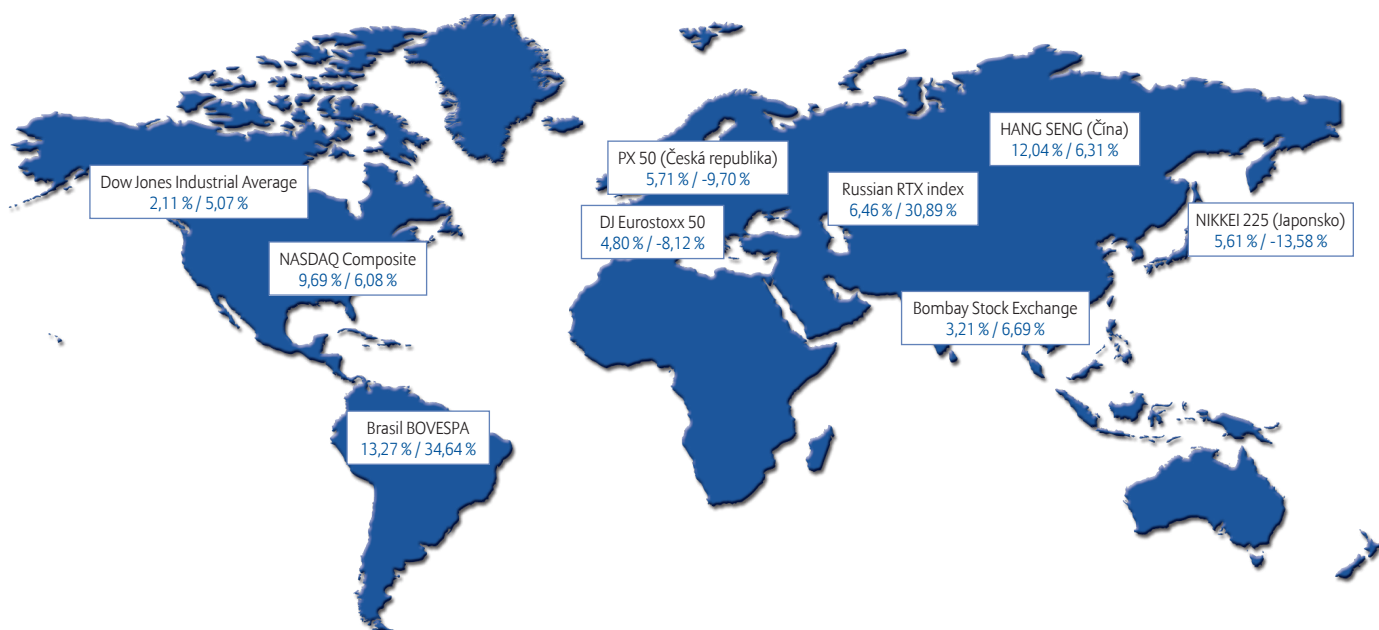 HANG SENG (Čína)
12,04 % / 6,31 %
PX 50 (Česká republika)
5,71 % / -9,70 %
Dow Jones Industrial Average
2,11 % / 5,07 %
Russian RTX index
6,46 % / 30,89 %
NIKKEI 225 (Japonsko)
5,61 % / -13,58 %
DJ Eurostoxx 50
4,80 % / -8,12 %
NASDAQ Composite
9,69 % / 6,08 %
Bombay Stock Exchange
3,21 % / 6,69 %
Brasil BOVESPA
13,27 % / 34,64 %